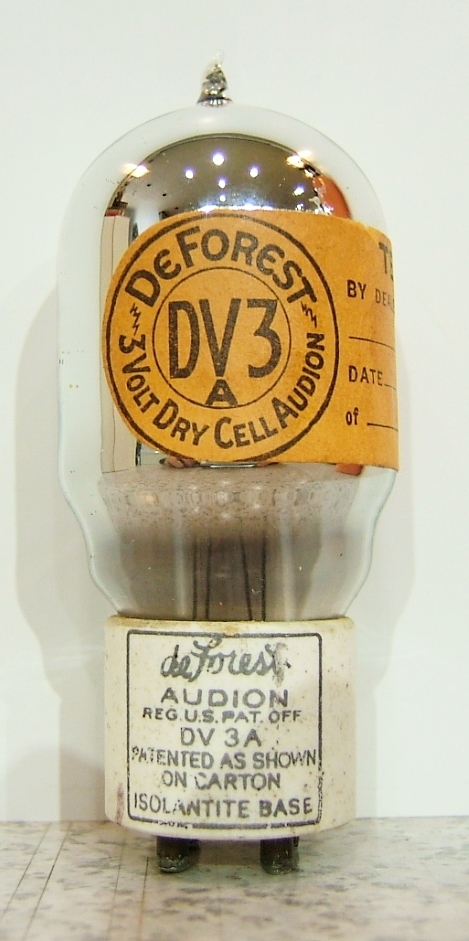 DEFOREST
DV3
A
3 VOLT DRY CELL AUDION
BY
DATE
of
deForest
AUDION
REG. U.S. PAT. OFF
DV 3A
PATENTED AS SHOWN
ON CARTON
ISOLANTITE BASE